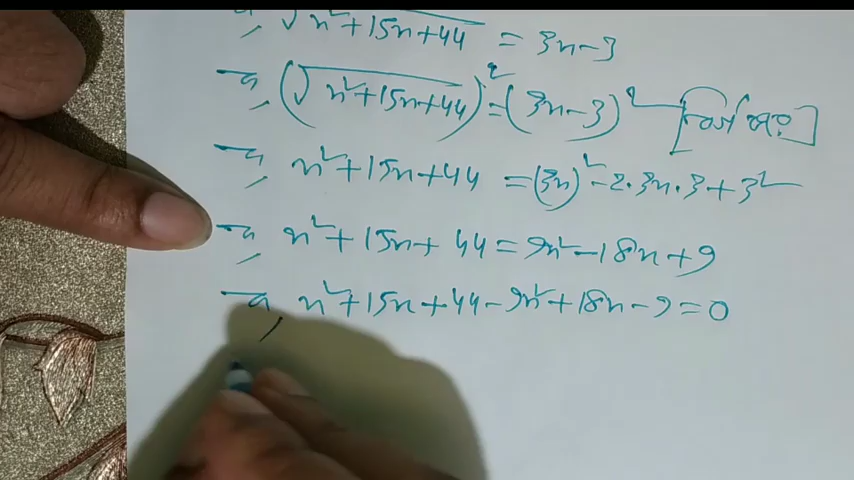 বা, √x²+15x+44 = 3x-3
বা, (√x²+15x+44)² = (3x-3)² [বর্গ করে]
বা, x²+15x+44 = (3x)² - 2·3x·3 + 3²
বা, x²+15x+44 = 9x² - 18x + 9
বা, x²+15x+44 - 9x² + 18x - 9 = 0